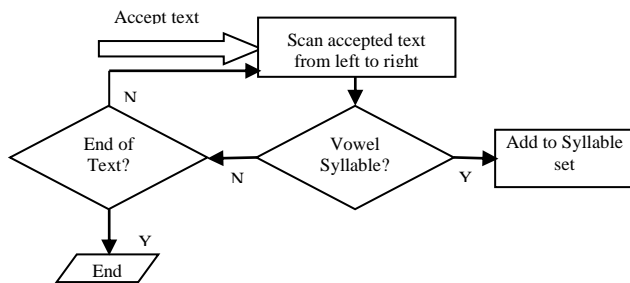 Accept text
Scan accepted text
from left to right
N
End of
Text?
Vowel
Syllable?
Add to Syllable
set
N
Y
Y
End